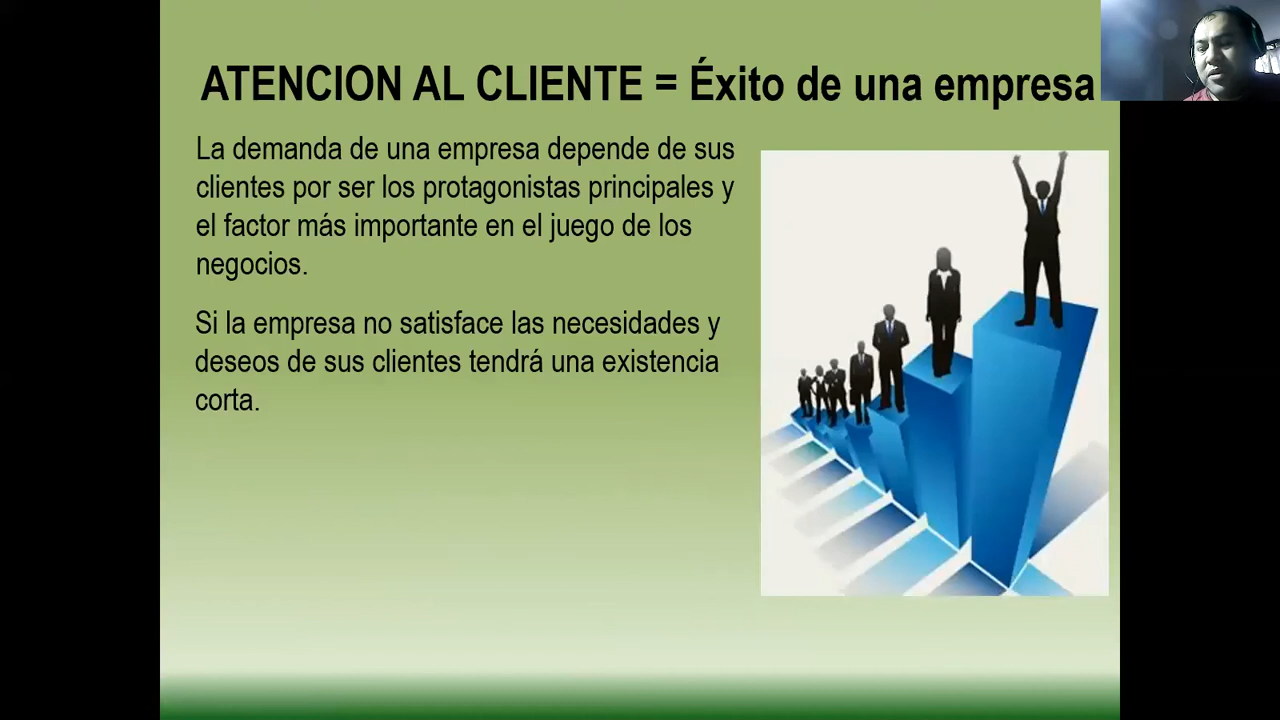 ATENCION AL CLIENTE = Éxito de una empresa
La demanda de una empresa depende de sus
clientes por ser los protagonistas principales y
el factor más importante en el juego de los
negocios.
Si la empresa no satisface las necesidades y
deseos de sus clientes tendrá una existencia
corta.